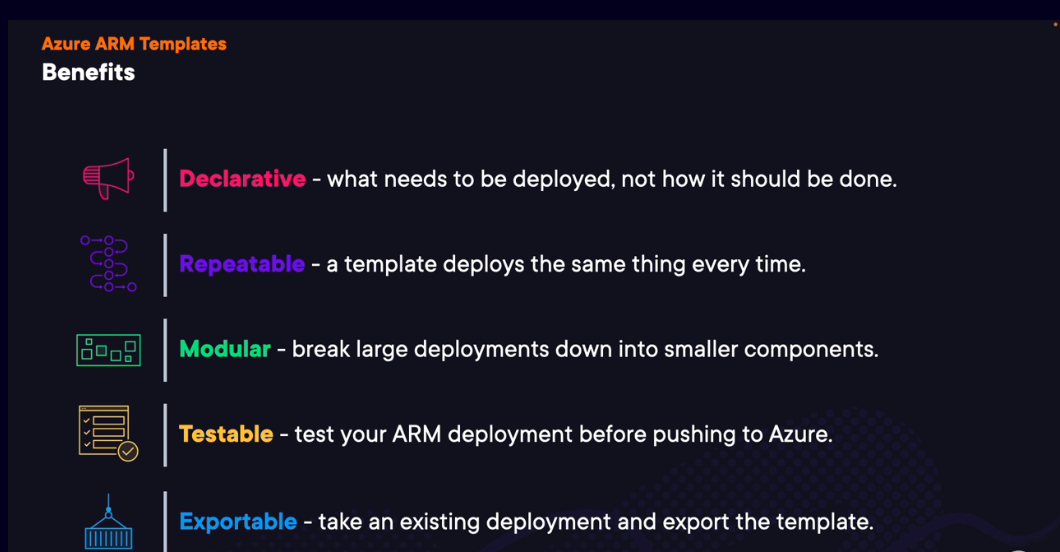 Azure ARM Templates
Benefits
Declarative - what needs to be deployed, not how it should be done.
Repeatable - a template deploys the same thing every time.
Modular - break large deployments down into smaller components.
Testable - test your ARM deployment before pushing to Azure.
Exportable - take an existing deployment and export the template.